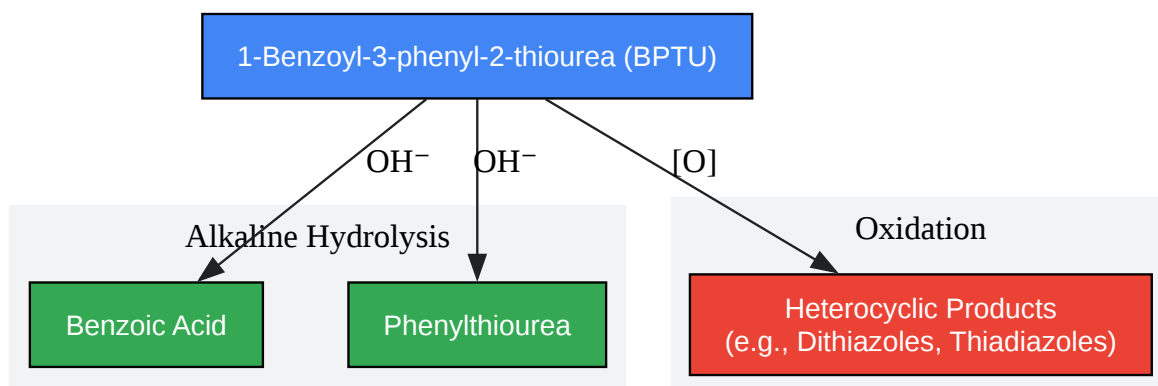 1-Benzoyl-3-phenyl-2-thiourea (BPTU)
OH⁻
OH⁻
[O]
Alkaline Hydrolysis
Oxidation
Benzoic Acid
Phenylthiourea
Heterocyclic Products
(e.g., Dithiazoles, Thiadiazoles)